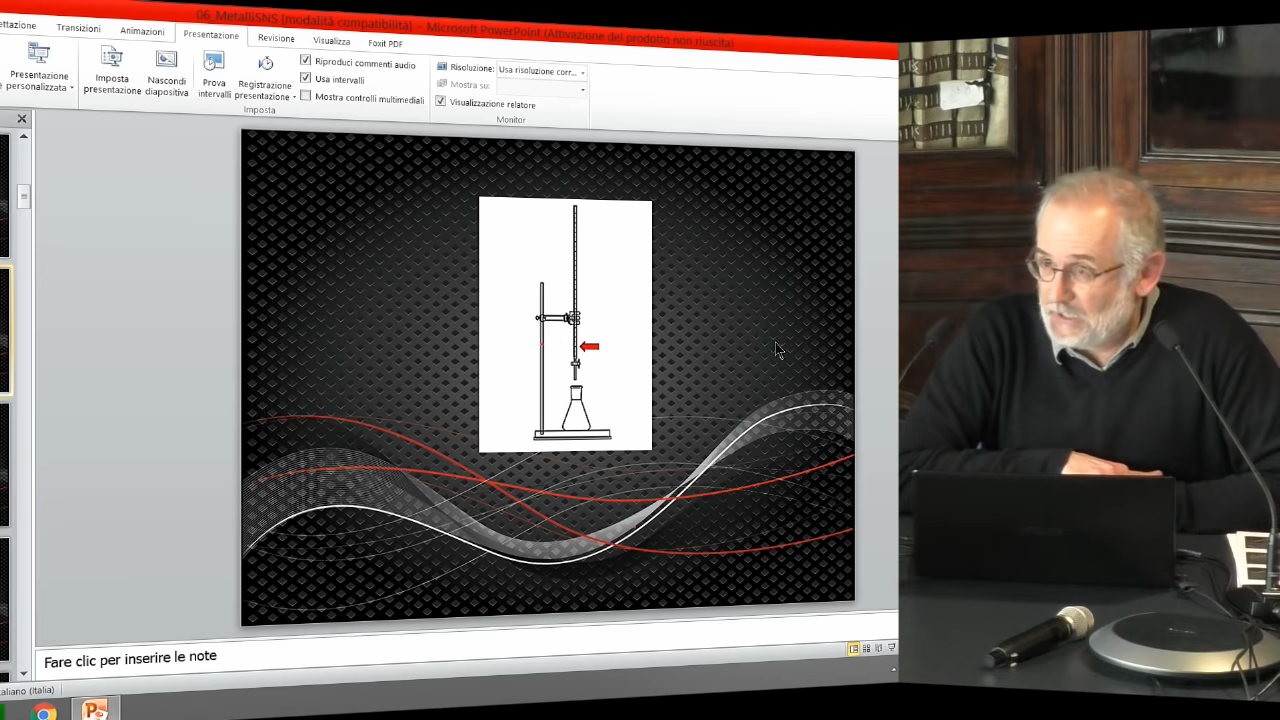 06_MetalliSNS [modalità compatibilità] - Microsoft PowerPoint (Attivazione del prodotto non riuscita)
Transizioni Animazioni Presentazione Revisione Visualizza Foxit PDF
Presentazione personalizzata
Imposta presentazione
Nascondi diapositiva
Prova intervalli
Registrazione presentazione
Riproduci commenti audio
Usa intervalli
Mostra controlli multimediali
Imposta
Risoluzione: Usa risoluzione corr...
Mostra su:
Visualizzazione relatore
Monitor
Fare clic per inserire le note
taliano (Italia)